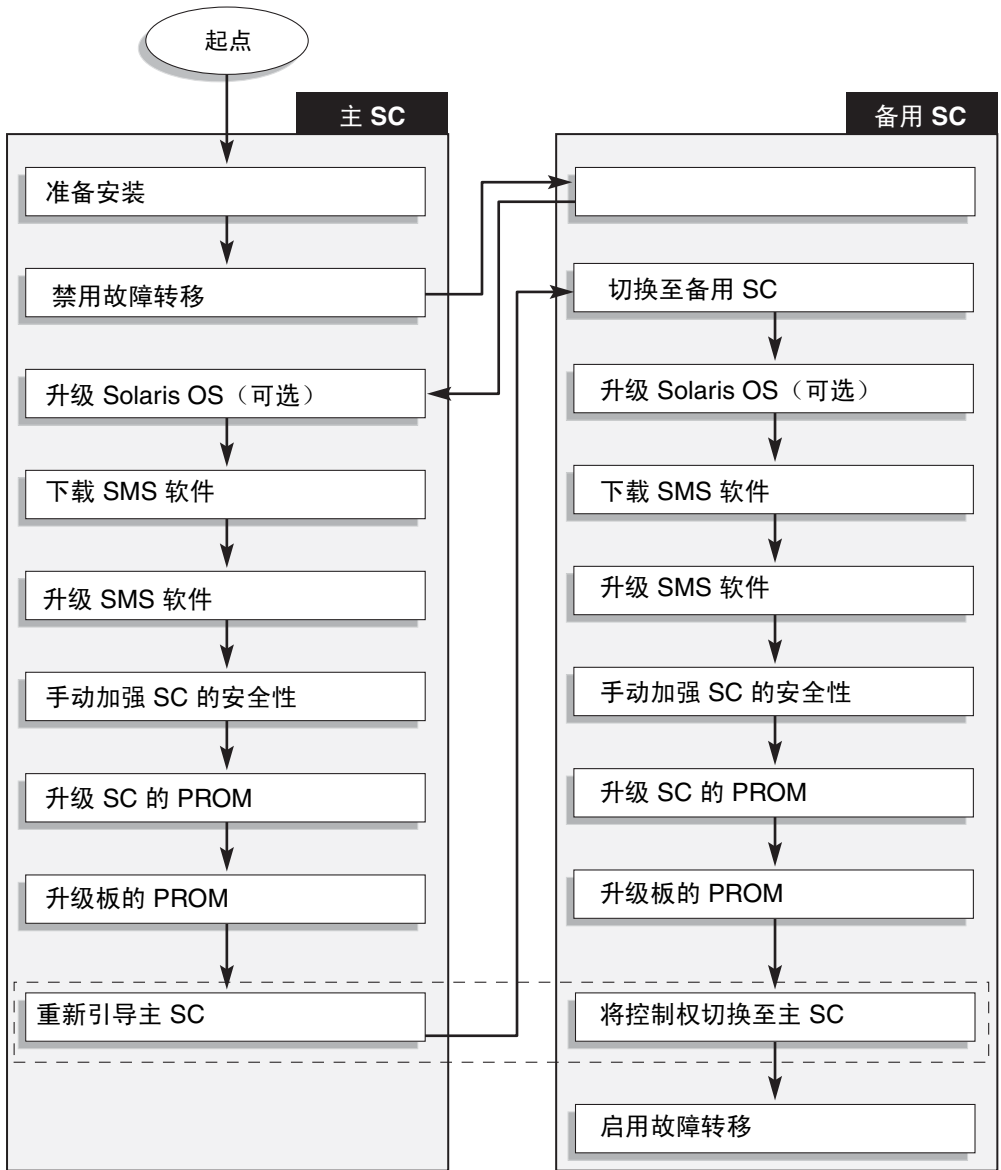 起点
主 SC
准备安装
禁用故障转移
升级 Solaris OS（可选）
下载 SMS 软件
升级 SMS 软件
手动加强 SC 的安全性
升级 SC 的 PROM
升级板的 PROM
重新引导主 SC
备用 SC
切换至备用 SC
升级 Solaris OS（可选）
下载 SMS 软件
升级 SMS 软件
手动加强 SC 的安全性
升级 SC 的 PROM
升级板的 PROM
将控制权切换至主 SC
启用故障转移